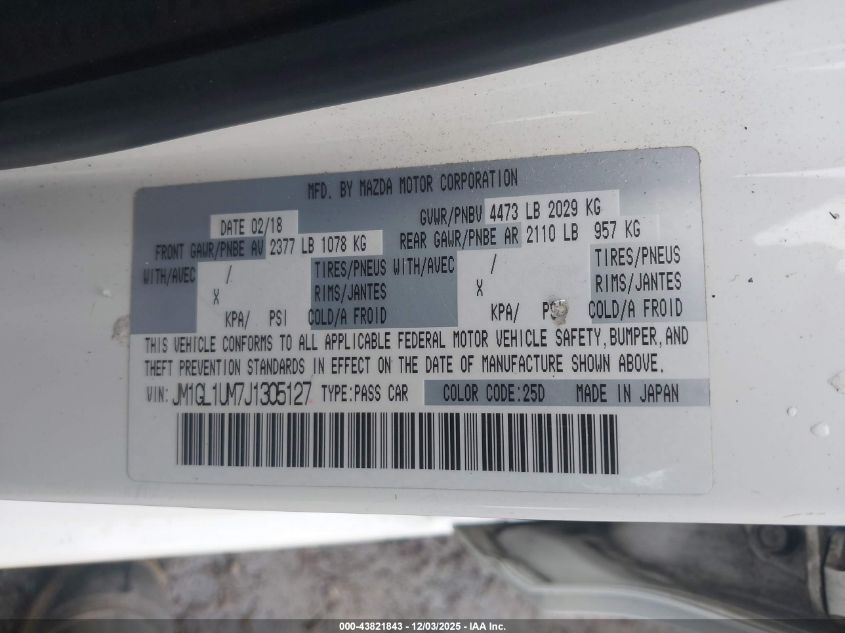 MFD. BY MAZDA MOTOR CORPORATION
DATE 02/18 GVWR/PNBV 4473 LB 2029 KG
FRONT GAWR/PNBE AV 2377 LB 1078 KG REAR GAWR/PNBE AR 2110 LB 957 KG
WITH/AVEC / TIRES/PNEUS WITH/AVEC / TIRES/PNEUS
X RIMS/JANTES X RIMS/JANTES
KPA/ PSI COLD/A FROID KPA/ PSI COLD/A FROID
THIS VEHICLE CONFORMS TO ALL APPLICABLE FEDERAL MOTOR VEHICLE SAFETY, BUMPER, AND
THEFT PREVENTION STANDARDS IN EFFECT ON THE DATE OF MANUFACTURE SHOWN ABOVE.
VIN: JM1GL1UM7J1305127 TYPE:PASS CAR COLOR CODE:25D MADE IN JAPAN
000-43821843 - 12/03/2025 - IAA Inc.